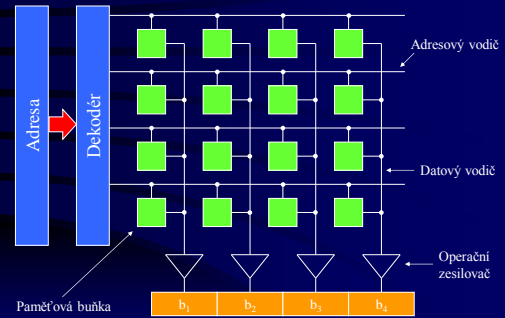 Adresa
Dekodér
Adresový vodič
Datový vodič
Operační
zesilovač
Paměťová buňka
b₁
b₂
b₃
b₄